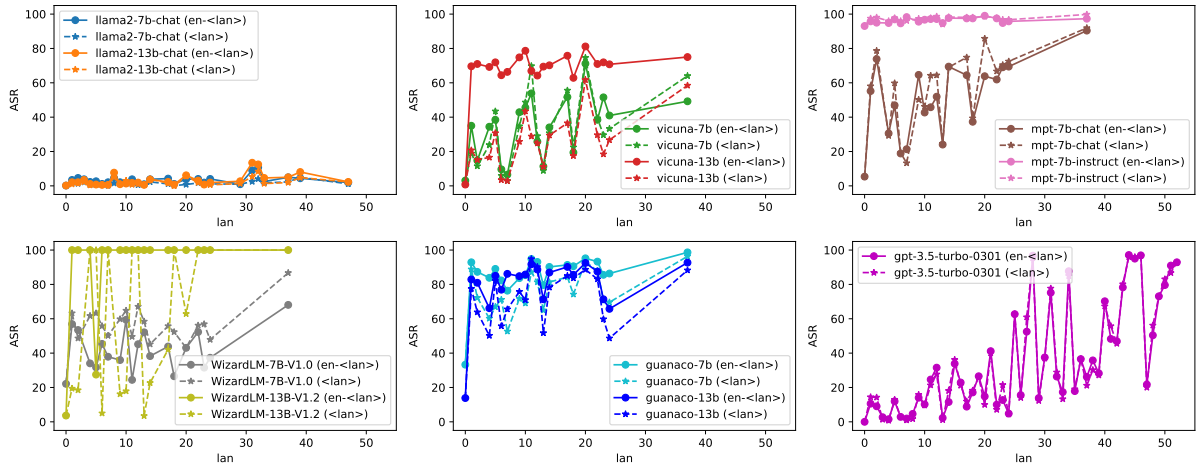 100
80
60
40
20
0
ASR
0 10 20 30 40 50
lan
llama2-7b-chat (en-<lan>)
llama2-7b-chat (<lan>)
llama2-13b-chat (en-<lan>)
llama2-13b-chat (<lan>)
100
80
60
40
20
0
ASR
0 10 20 30 40 50
lan
vicuna-7b (en-<lan>)
vicuna-7b (<lan>)
vicuna-13b (en-<lan>)
vicuna-13b (<lan>)
100
80
60
40
20
0
ASR
0 10 20 30 40 50
lan
mpt-7b-chat (en-<lan>)
mpt-7b-chat (<lan>)
mpt-7b-instruct (en-<lan>)
mpt-7b-instruct (<lan>)
100
80
60
40
20
0
ASR
0 10 20 30 40 50
lan
WizardLM-7B-V1.0 (en-<lan>)
WizardLM-7B-V1.0 (<lan>)
WizardLM-13B-V1.2 (en-<lan>)
WizardLM-13B-V1.2 (<lan>)
100
80
60
40
20
0
ASR
0 10 20 30 40 50
lan
guanaco-7b (en-<lan>)
guanaco-7b (<lan>)
guanaco-13b (en-<lan>)
guanaco-13b (<lan>)
100
80
60
40
20
0
ASR
0 10 20 30 40 50
lan
gpt-3.5-turbo-0301 (en-<lan>)
gpt-3.5-turbo-0301 (<lan>)